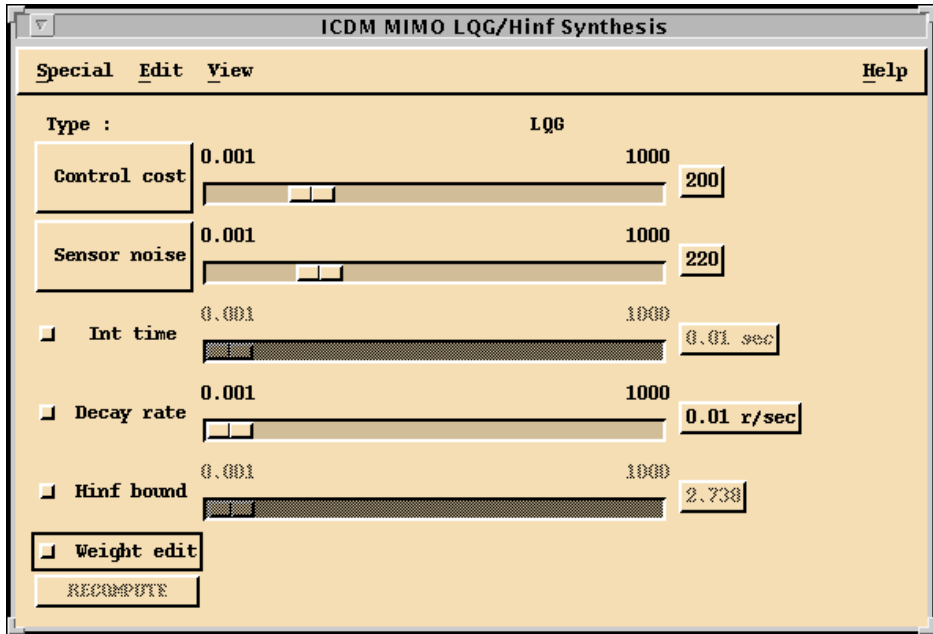 ICDM MIMO LQG/Hinf Synthesis
Special Edit View Help
Type : LQG
Control cost 0.001 1000 200
Sensor noise 0.001 1000 220
Int time 0.001 1000 0.01 sec
Decay rate 0.001 1000 0.01 r/sec
Hinf bound 0.001 1000 2.738
Weight edit
RECOMPUTE